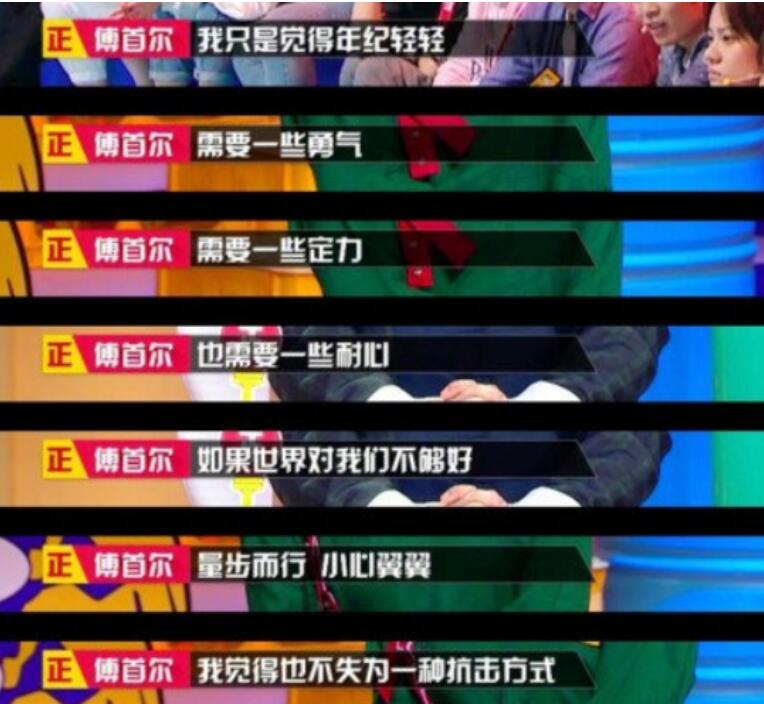 正 傅首尔 我只是觉得年纪轻轻
正 傅首尔 需要一些勇气
正 傅首尔 需要一些定力
正 傅首尔 也需要一些耐心
正 傅首尔 如果世界对我们不够好
正 傅首尔 量步而行 小心翼翼
正 傅首尔 我觉得也不失为一种抗击方式